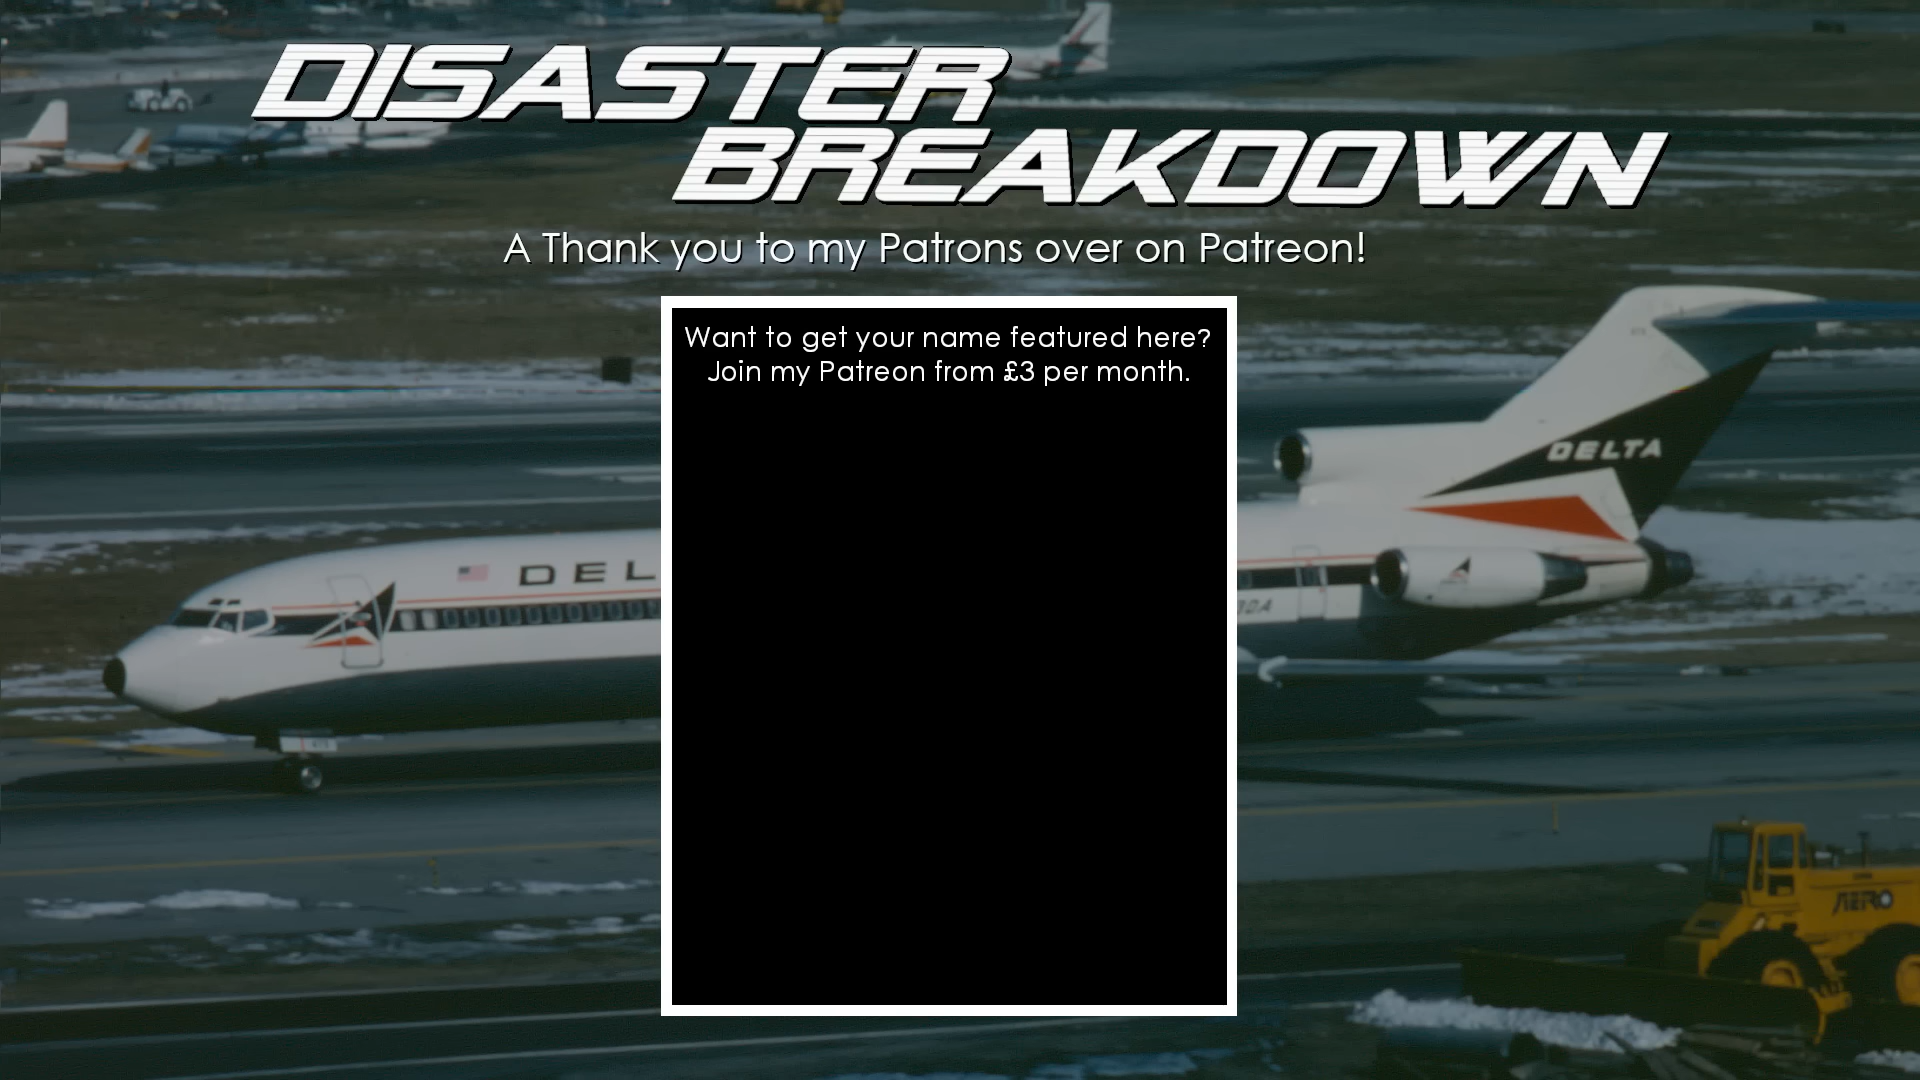 DISASTER
BREAKDOWN
A Thank you to my Patrons over on Patreon!
Want to get your name featured here?
Join my Patreon from £3 per month.
DELTA
DEL
AERO